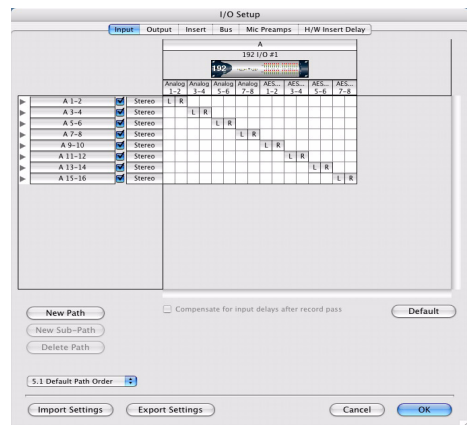 I/O Setup
Input Output Insert Bus Mic Preamps H/W Insert Delay
A
192 I/O #1
192
Analog Analog Analog Analog AES... AES... AES... AES...
1-2 3-4 5-6 7-8 1-2 3-4 5-6 7-8
A 1-2 Stereo L R
A 3-4 Stereo L R
A 5-6 Stereo L R
A 7-8 Stereo L R
A 9-10 Stereo L R
A 11-12 Stereo L R
A 13-14 Stereo L R
A 15-16 Stereo L R
New Path
Compensate for input delays after record pass
Default
New Sub-Path
Delete Path
5.1 Default Path Order
Import Settings Export Settings Cancel OK